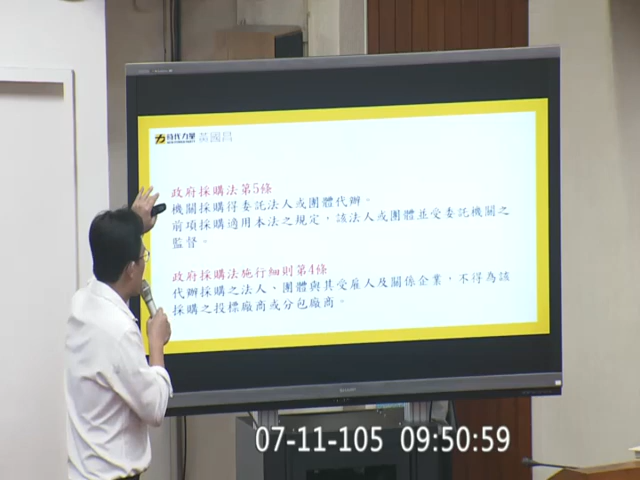 時代力量 黃國昌
政府採購法第5條
機關採購得委託法人或團體代辦。
前項採購適用本法之規定，該法人或團體並受委託機關之
監督。
政府採購法施行細則第4條
代辦採購之法人、團體與其受雇人及關係企業，不得為該
採購之投標廠商或分包廠商。
SHARP
07-11-105 09:50:59